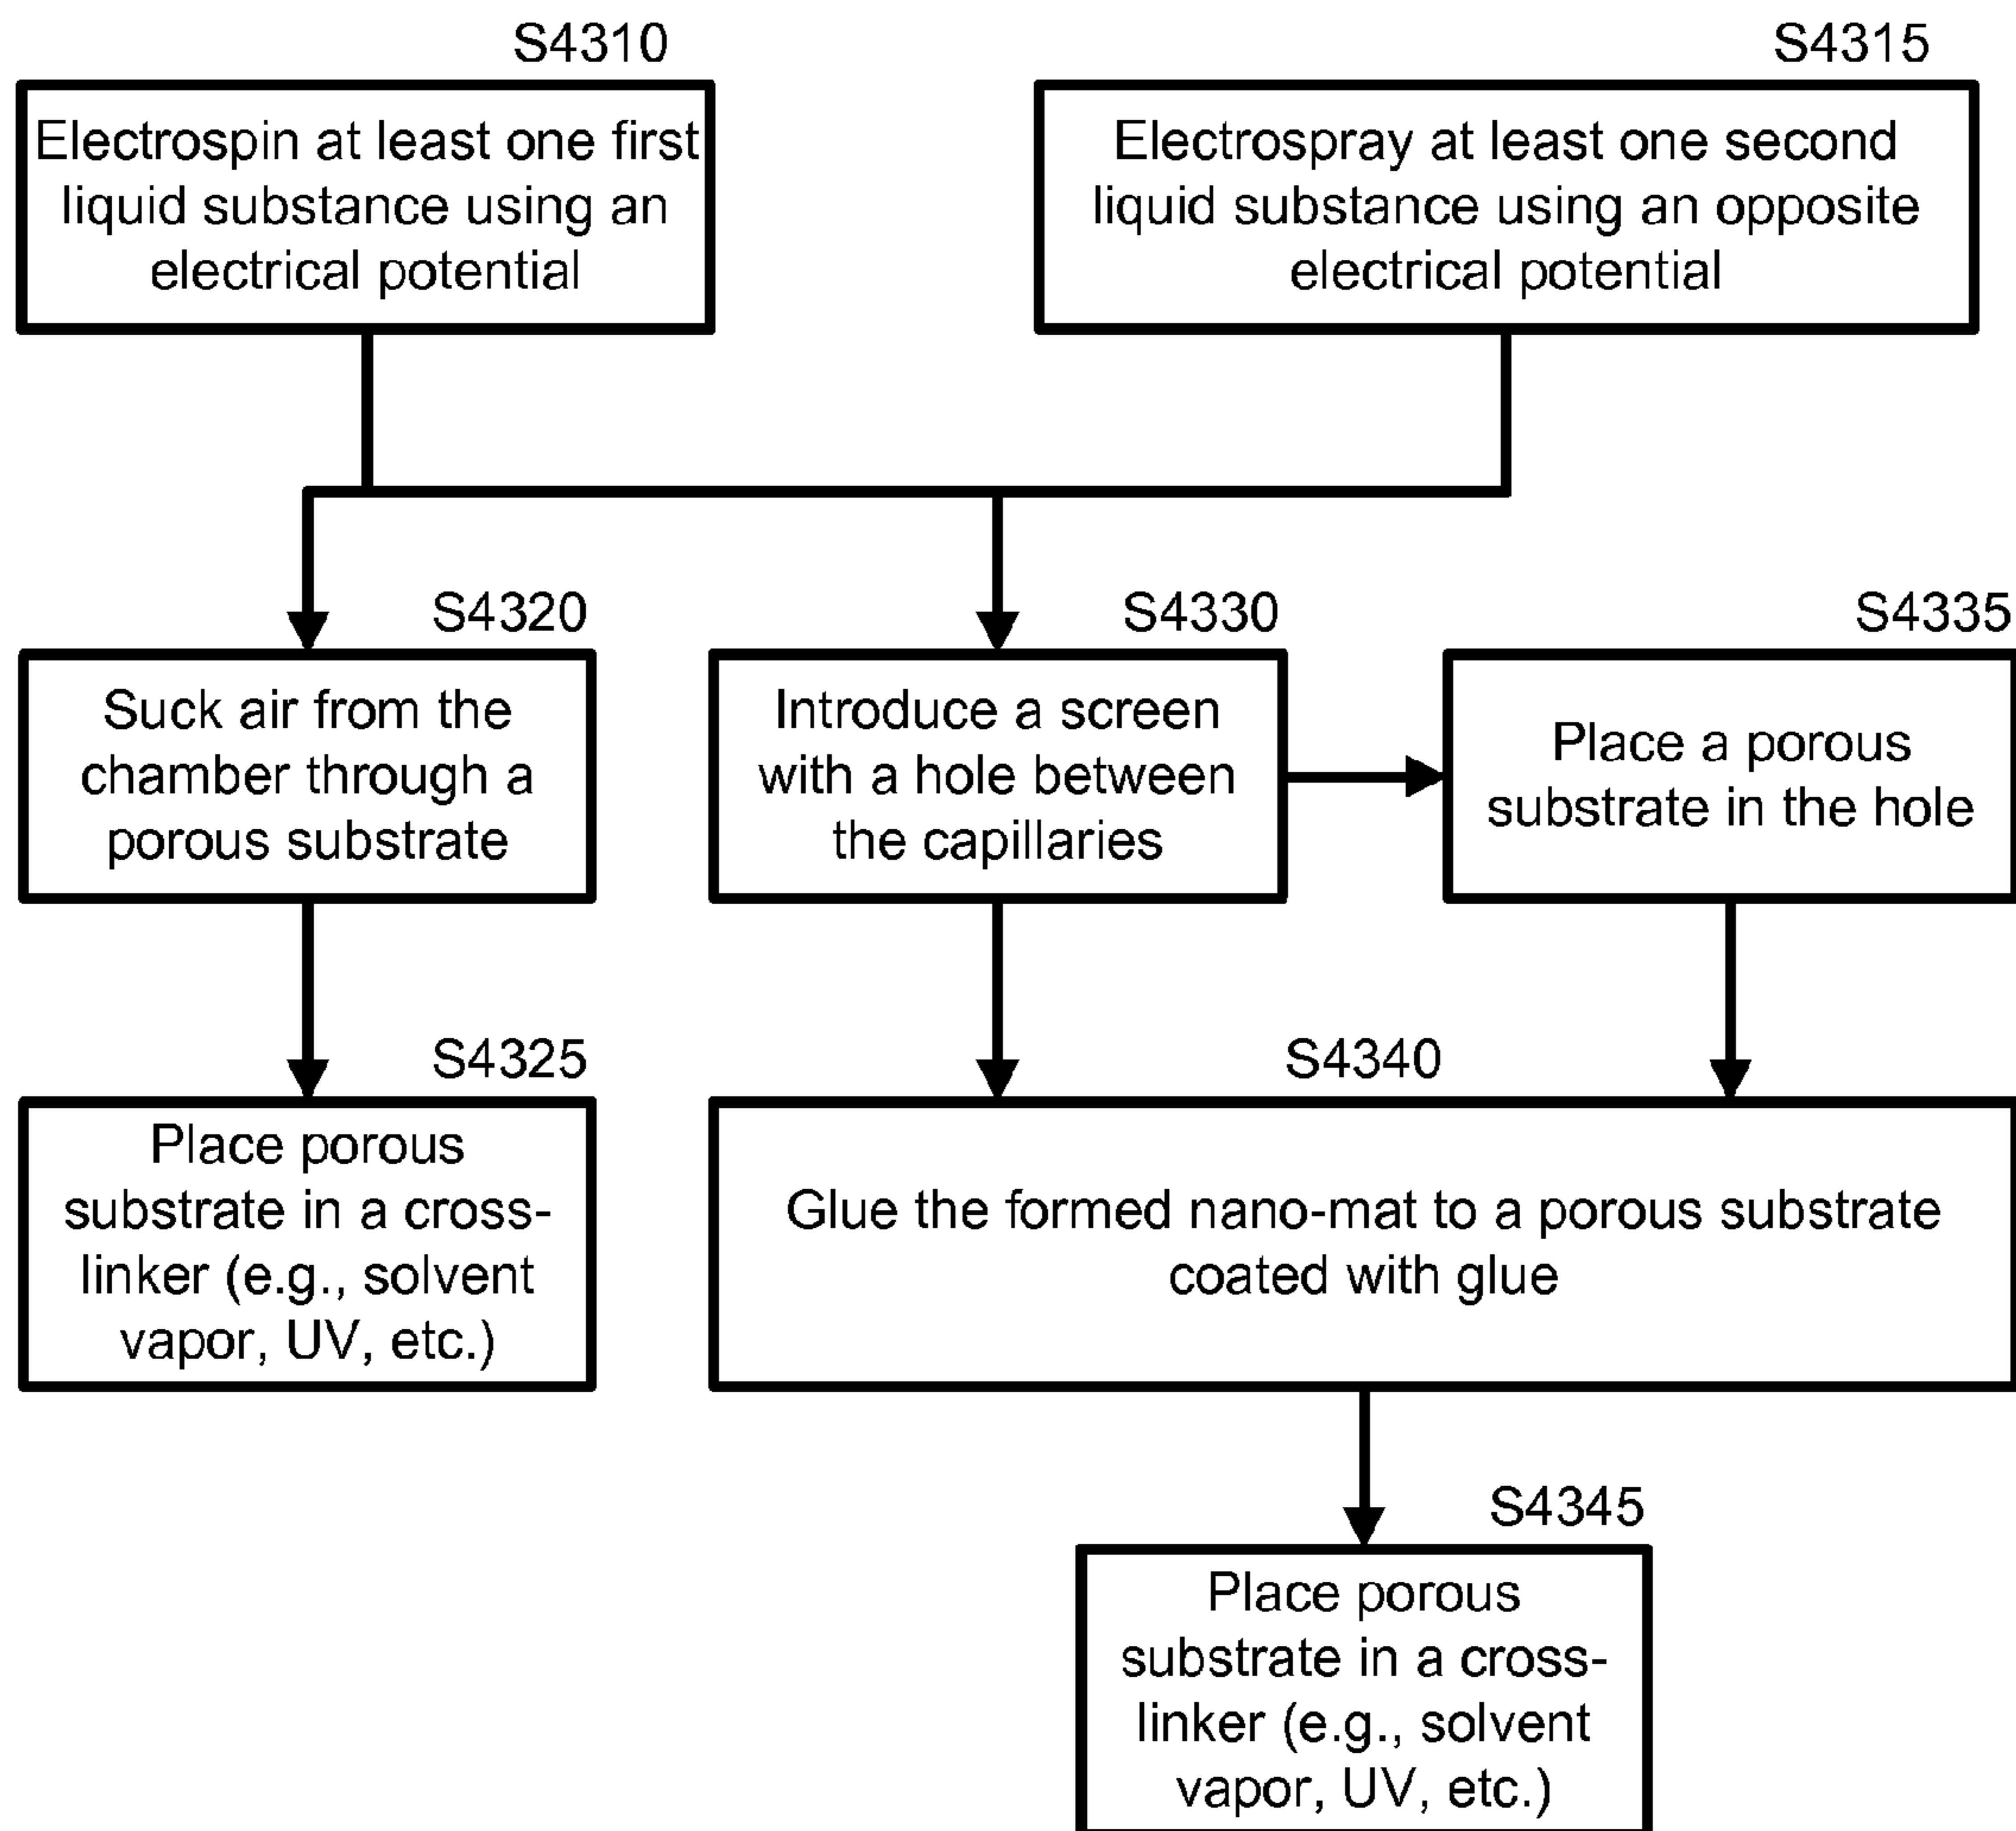 S4310
Electrospin at least one first
liquid substance using an
electrical potential
S4315
Electrospray at least one second
liquid substance using an opposite
electrical potential
S4320
Suck air from the
chamber through a
porous substrate
S4330
Introduce a screen
with a hole between
the capillaries
S4335
Place a porous
substrate in the hole
S4325
Place porous
substrate in a cross-
linker (e.g., solvent
vapor, UV, etc.)
S4340
Glue the formed nano-mat to a porous substrate
coated with glue
S4345
Place porous
substrate in a cross-
linker (e.g., solvent
vapor, UV, etc.)